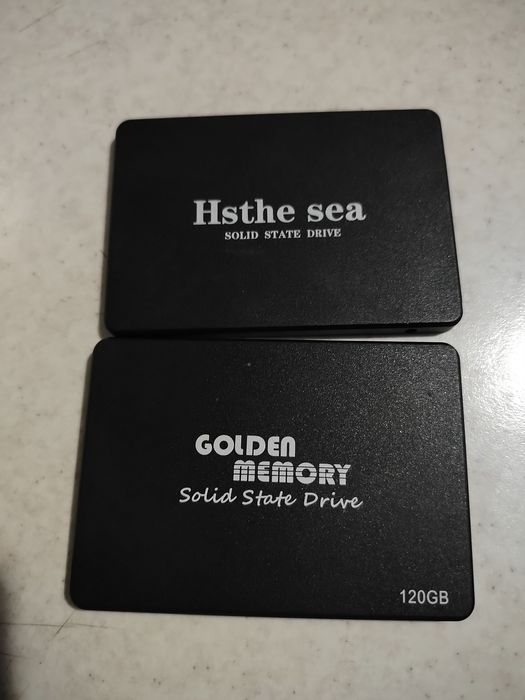 Hsthe sea
SOLID STATE DRIVE
GOLDEN
MEMORY
Solid State Drive
120GB